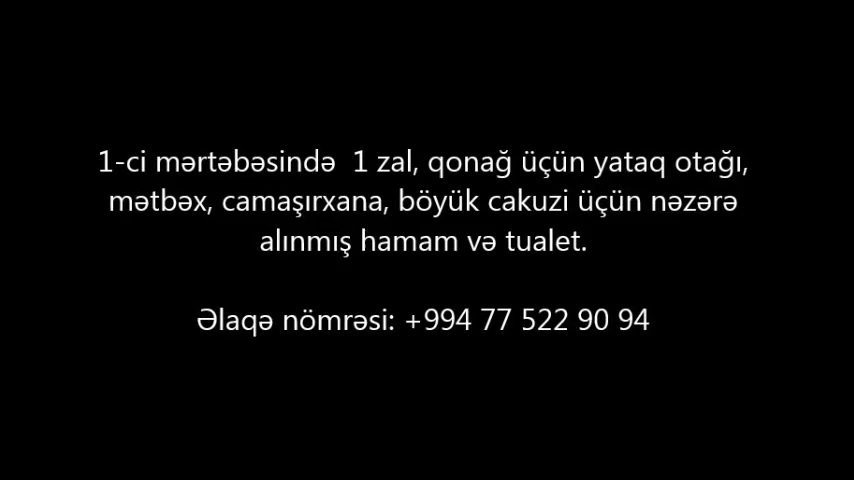 1-ci mərtəbəsində  1 zal, qonağ üçün yataq otağı,
mətbəx, camaşırxana, böyük cakuzi üçün nəzərə
alınmış hamam və tualet.
Əlaqə nömrəsi: +994 77 522 90 94